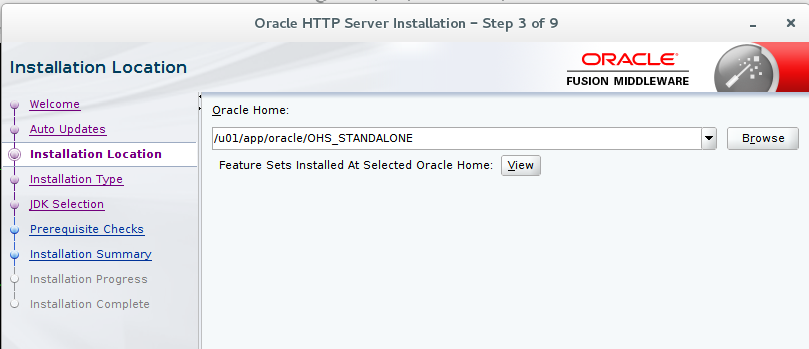 Oracle HTTP Server Installation – Step 3 of 9
Installation Location
ORACLE
FUSION MIDDLEWARE
Welcome
Auto Updates
Installation Location
Installation Type
JDK Selection
Prerequisite Checks
Installation Summary
Installation Progress
Installation Complete
Oracle Home:
/u01/app/oracle/OHS_STANDALONE
Browse
Feature Sets Installed At Selected Oracle Home:
View